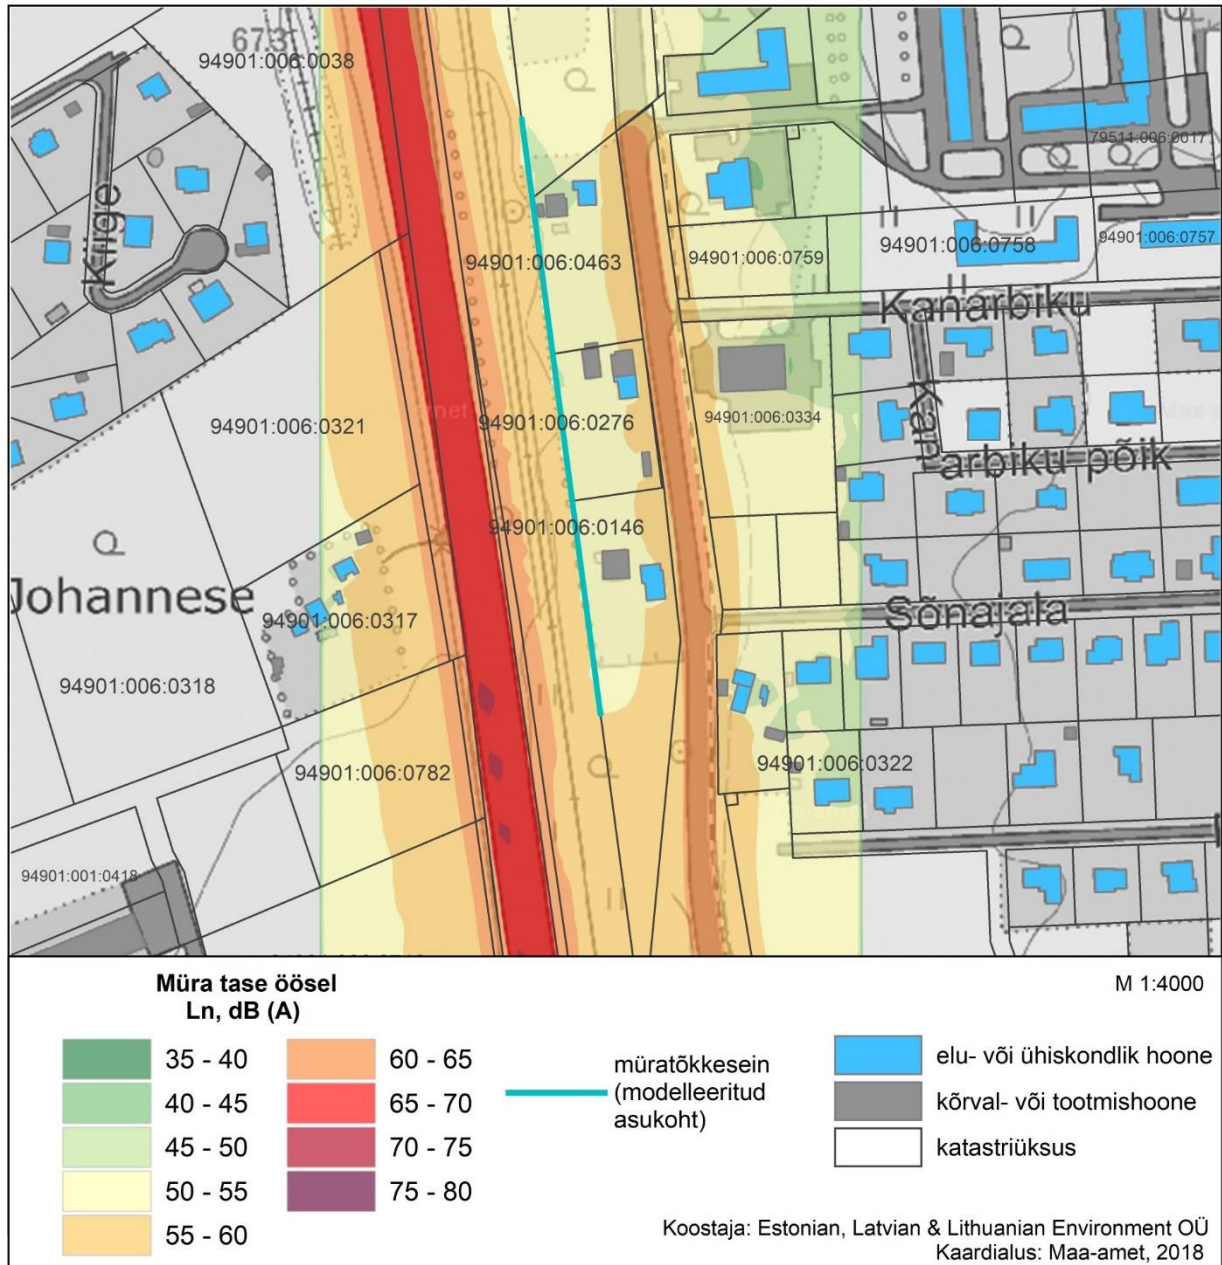 67.3
94901:006:0038
Kiige
79511:006:0017
94901:006:0463
94901:006:0759
94901:006:0758
94901:006:0757
Kanarbiku
94901:006:0321
94901:006:0276
94901:006:0334
Kan
arbiku põik
94901:006:0146
Johannese
94901:006:0317
Sõnajala
94901:006:0318
94901:006:0782
94901:006:0322
94901:001:0418
Müra tase öösel
Ln, dB (A)
M 1:4000
35 - 40
40 - 45
45 - 50
50 - 55
55 - 60
60 - 65
65 - 70
70 - 75
75 - 80
müratõkkesein
(modelleeritud
asukoht)
elu- või ühiskondlik hoone
kõrval- või tootmishoone
katastriüksus
Koostaja: Estonian, Latvian & Lithuanian Environment OÜ
Kaardialus: Maa-amet, 2018